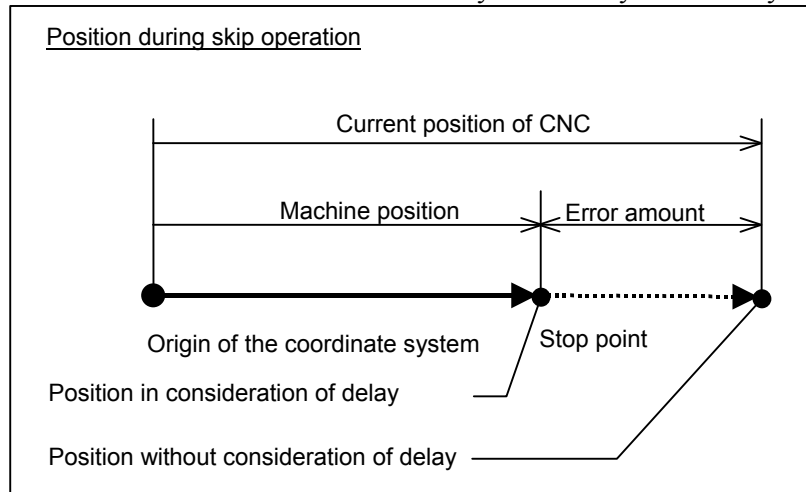 Position during skip operation
Current position of CNC
Machine position
Error amount
Origin of the coordinate system
Stop point
Position in consideration of delay
Position without consideration of delay